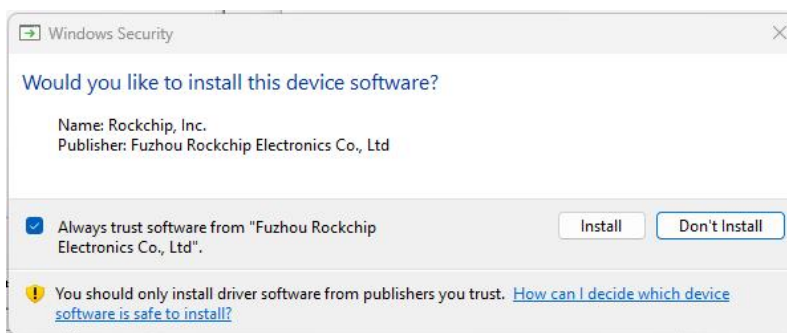 Windows Security
Would you like to install this device software?
Name: Rockchip, Inc.
Publisher: Fuzhou Rockchip Electronics Co., Ltd
Always trust software from "Fuzhou Rockchip
Electronics Co., Ltd".
Install
Don't Install
You should only install driver software from publishers you trust. How can I decide which device
software is safe to install?